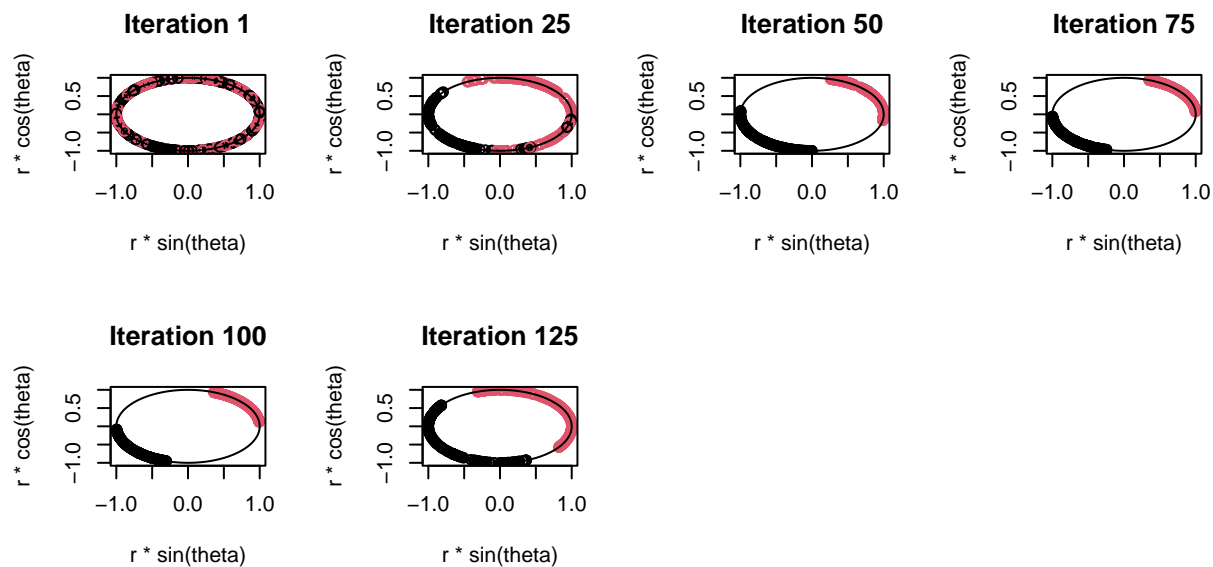 Iteration 1
r * cos(theta)
0.5
−1.0
−1.0 0.0 1.0
r * sin(theta)
Iteration 25
r * cos(theta)
0.5
−1.0
−1.0 0.0 1.0
r * sin(theta)
Iteration 50
r * cos(theta)
0.5
−1.0
−1.0 0.0 1.0
r * sin(theta)
Iteration 75
r * cos(theta)
0.5
−1.0
−1.0 0.0 1.0
r * sin(theta)
Iteration 100
r * cos(theta)
0.5
−1.0
−1.0 0.0 1.0
r * sin(theta)
Iteration 125
r * cos(theta)
0.5
−1.0
−1.0 0.0 1.0
r * sin(theta)